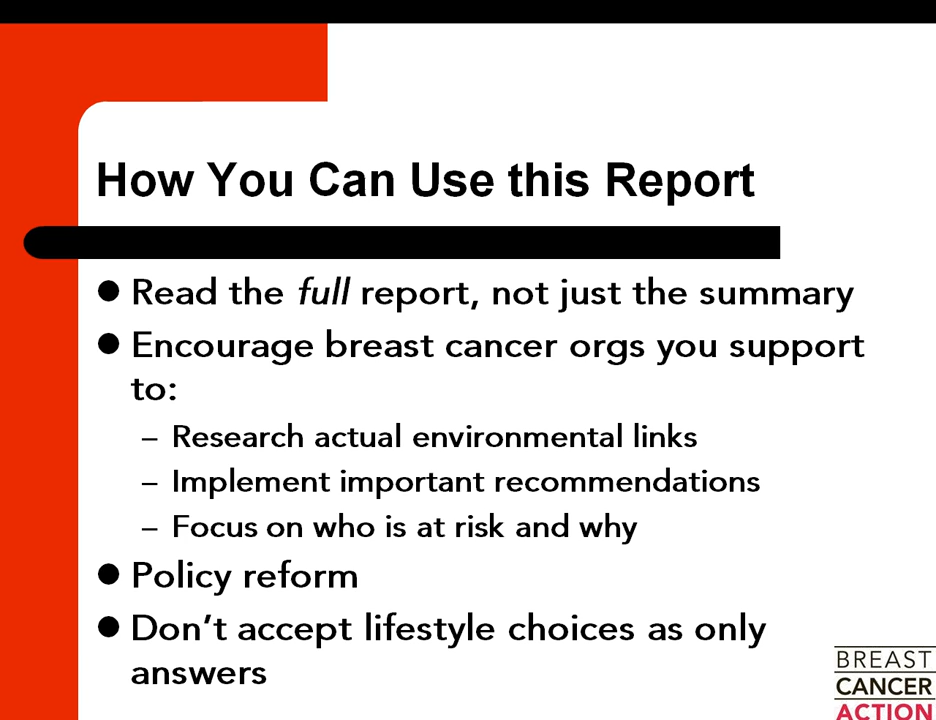 How You Can Use this Report
● Read the full report, not just the summary
● Encourage breast cancer orgs you support
to:
– Research actual environmental links
– Implement important recommendations
– Focus on who is at risk and why
● Policy reform
● Don’t accept lifestyle choices as only
answers
BREAST
CANCER
ACTION